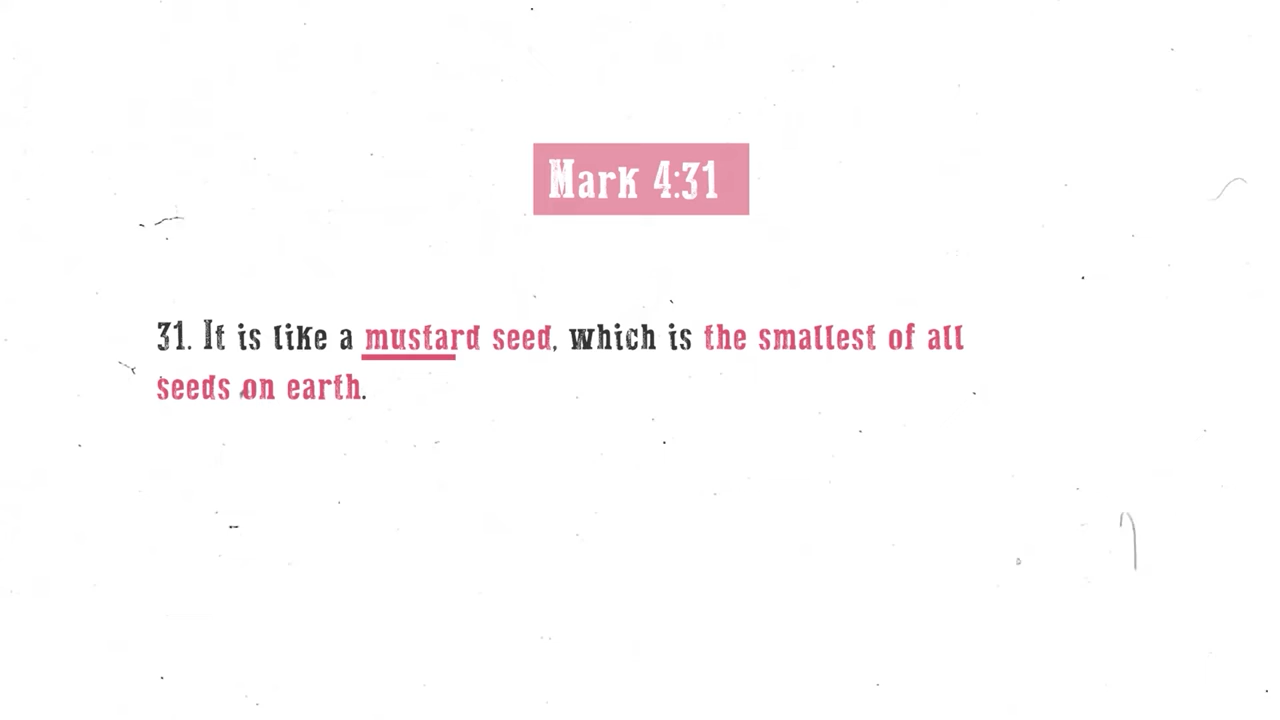 Mark 4:31
31. It is like a mustard seed, which is the smallest of all
seeds on earth.